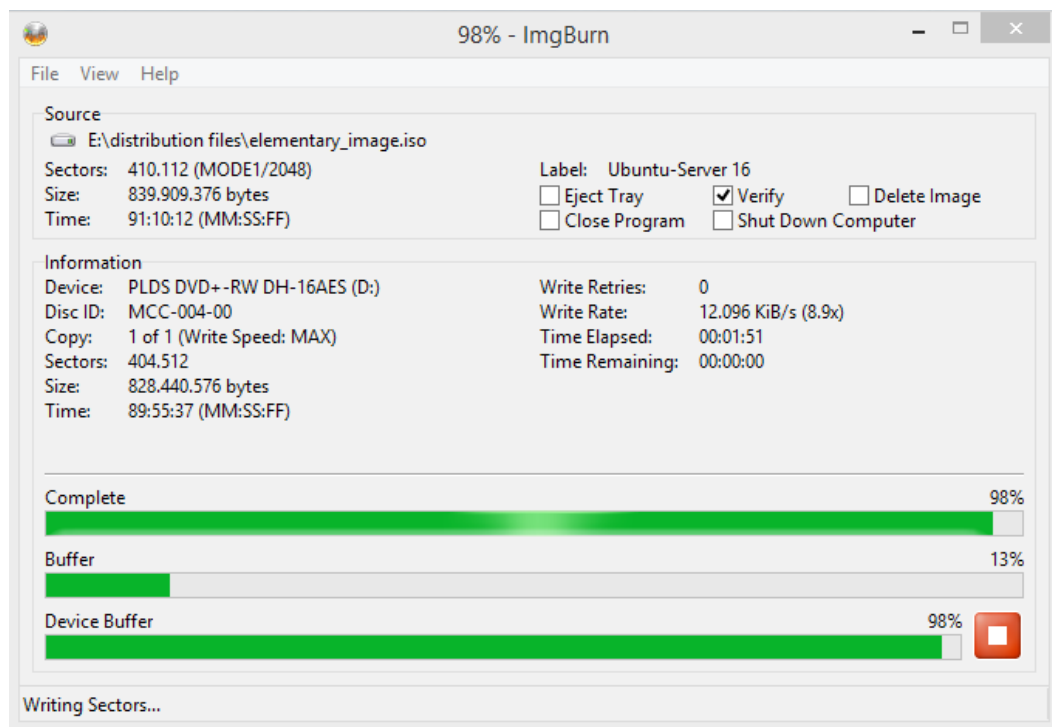 98% - ImgBurn
File View Help
Source
E:\distribution files\elementary_image.iso
Sectors: 410.112 (MODE1/2048) Label: Ubuntu-Server 16
Size: 839.909.376 bytes Eject Tray Verify Delete Image
Time: 91:10:12 (MM:SS:FF) Close Program Shut Down Computer
Information
Device: PLDS DVD+-RW DH-16AES (D:) Write Retries: 0
Disc ID: MCC-004-00 Write Rate: 12.096 KiB/s (8.9x)
Copy: 1 of 1 (Write Speed: MAX) Time Elapsed: 00:01:51
Sectors: 404.512 Time Remaining: 00:00:00
Size: 828.440.576 bytes
Time: 89:55:37 (MM:SS:FF)
Complete 98%
Buffer 13%
Device Buffer 98%
Writing Sectors...